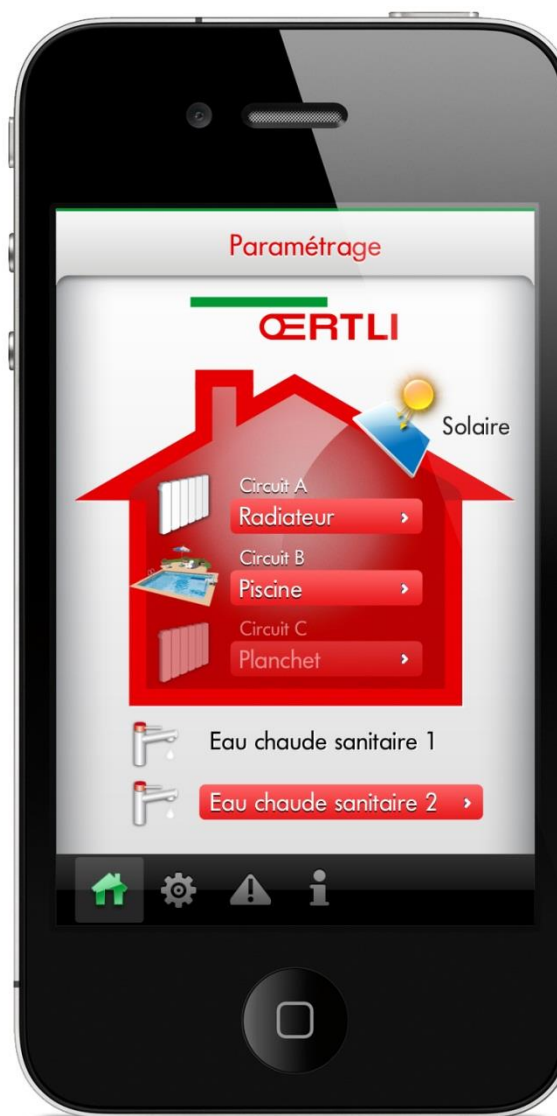 Paramétrage
ŒRTLI
Solaire
Circuit A
Radiateur
Circuit B
Piscine
Circuit C
Planchet
Eau chaude sanitaire 1
Eau chaude sanitaire 2